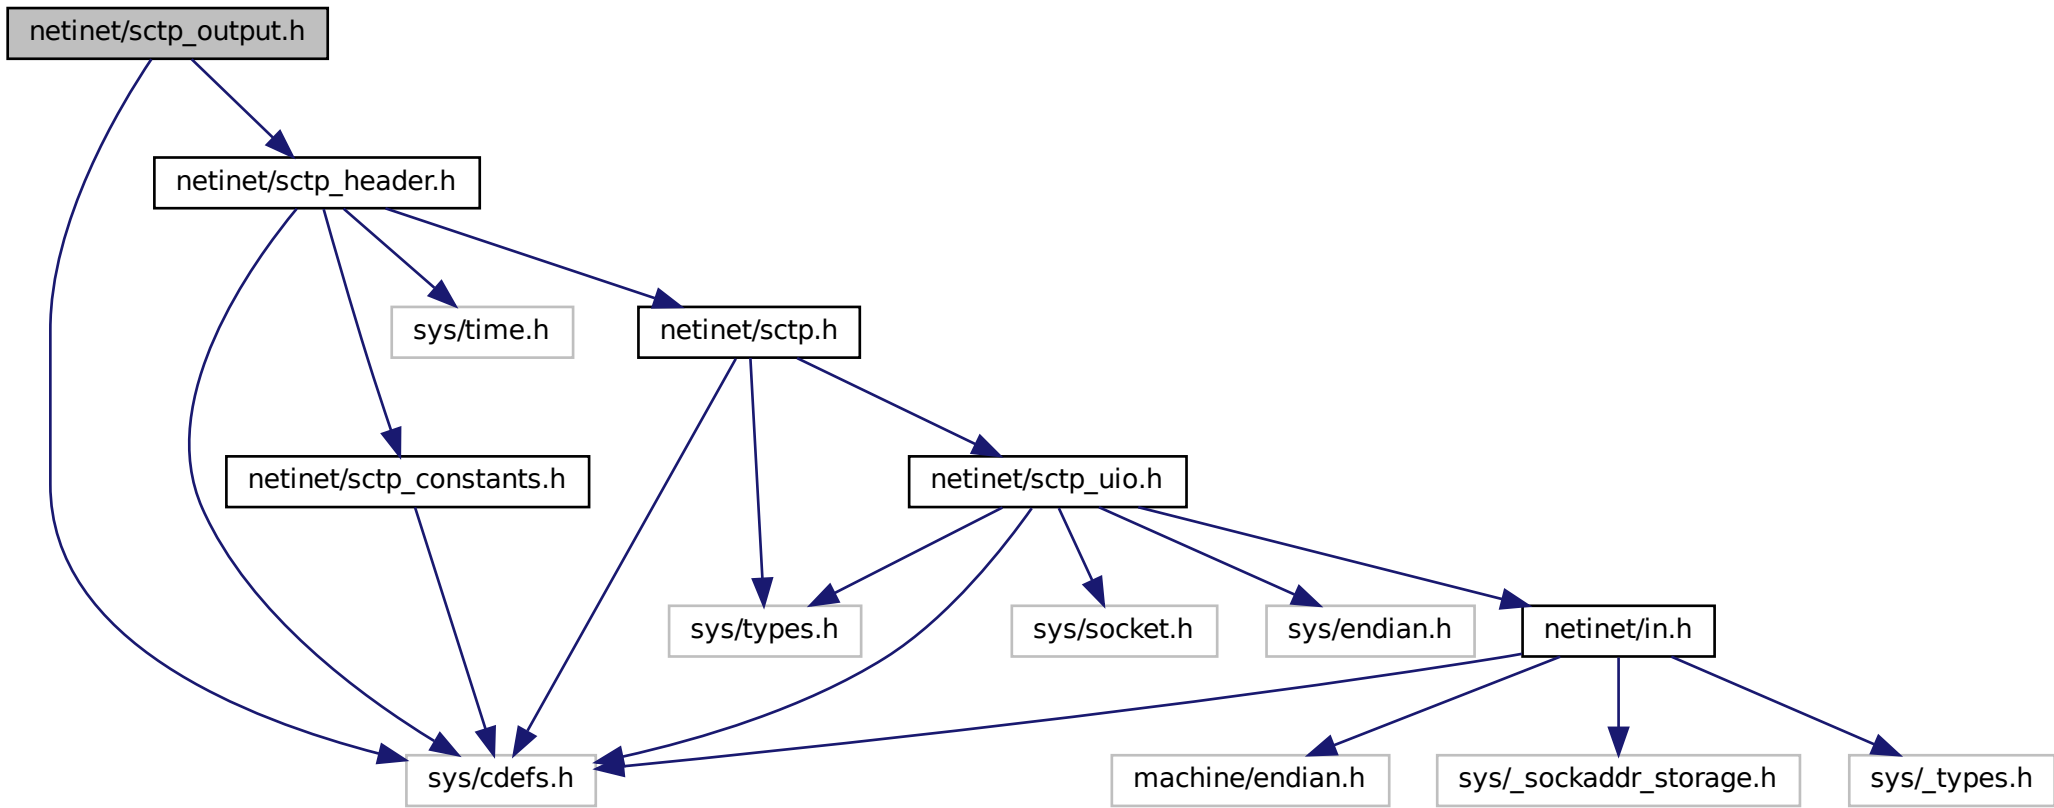 netinet/sctp_output.h
netinet/sctp_header.h
sys/time.h
netinet/sctp.h
netinet/sctp_constants.h
netinet/sctp_uio.h
sys/types.h
sys/socket.h
sys/endian.h
netinet/in.h
sys/cdefs.h
machine/endian.h
sys/_sockaddr_storage.h
sys/_types.h